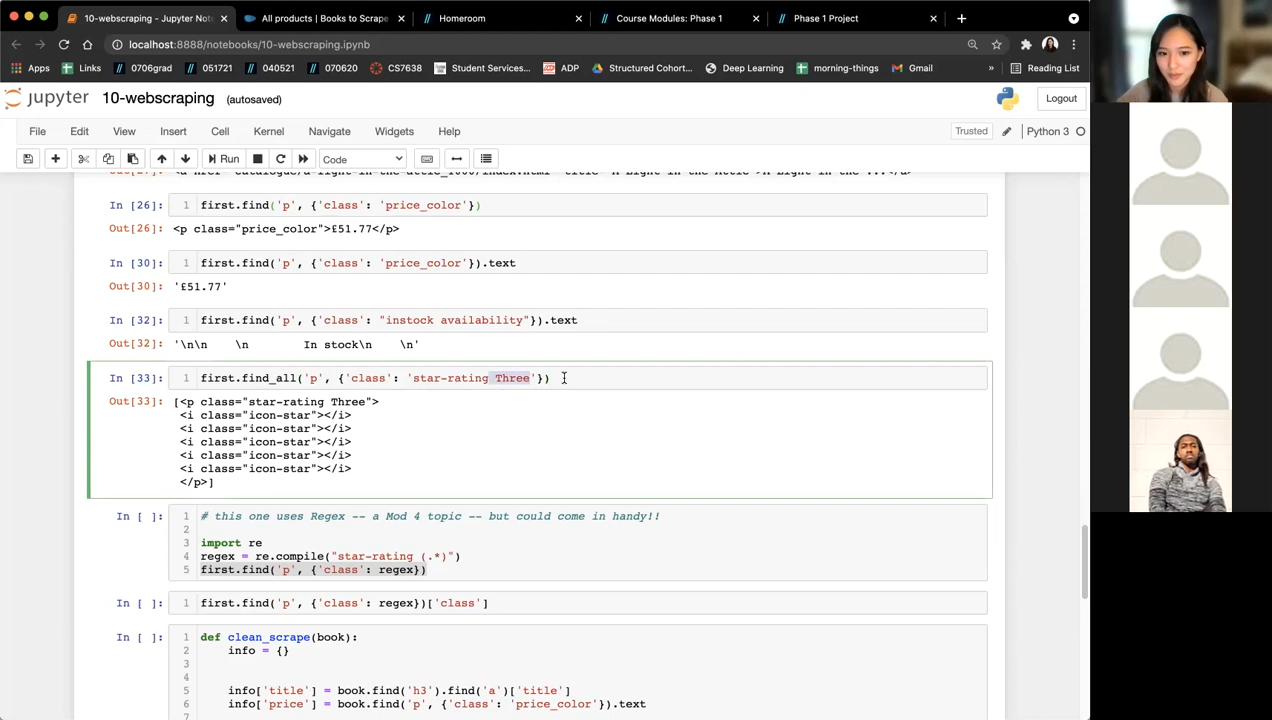 10-webscraping - Jupyter Not
All products | Books to Scrape
Homeroom
Course Modules: Phase 1
Phase 1 Project
localhost:8888/notebooks/10-webscraping.ipynb
Apps
Links
0706grad
051721
040521
070620
CS7638
Student Services...
ADP
Structured Cohort...
Deep Learning
morning-things
Gmail
»
Reading List
jupyter
10-webscraping
(autosaved)
Logout
File
Edit
View
Insert
Cell
Kernel
Navigate
Widgets
Help
Trusted
Python 3
Run
Code
In [26]
1 first.find('p', {'class': 'price_color'})
Out[26]
<p class="price_color">£51.77</p>
In [30]
1 first.find('p', {'class': 'price_color'}).text
Out[30]
'£51.77'
In [32]
1 first.find('p', {'class': "instock availability"}).text
Out[32]
'\n\n    \n        In stock\n    \n'
In [33]
1 first.find_all('p', {'class': 'star-rating Three'})
Out[33]
[<p class="star-rating Three">
<i class="icon-star"></i>
<i class="icon-star"></i>
<i class="icon-star"></i>
<i class="icon-star"></i>
<i class="icon-star"></i>
</p>]
In [ ]
1 # this one uses Regex -- a Mod 4 topic -- but could come in handy!!
2
3 import re
4 regex = re.compile("star-rating (.*)")
5 first.find('p', {'class': regex})
In [ ]
1 first.find('p', {'class': regex})['class']
In [ ]
1 def clean_scrape(book):
2     info = {}
3
4
5     info['title'] = book.find('h3').find('a')['title']
6     info['price'] = book.find('p', {'class': 'price_color'}).text